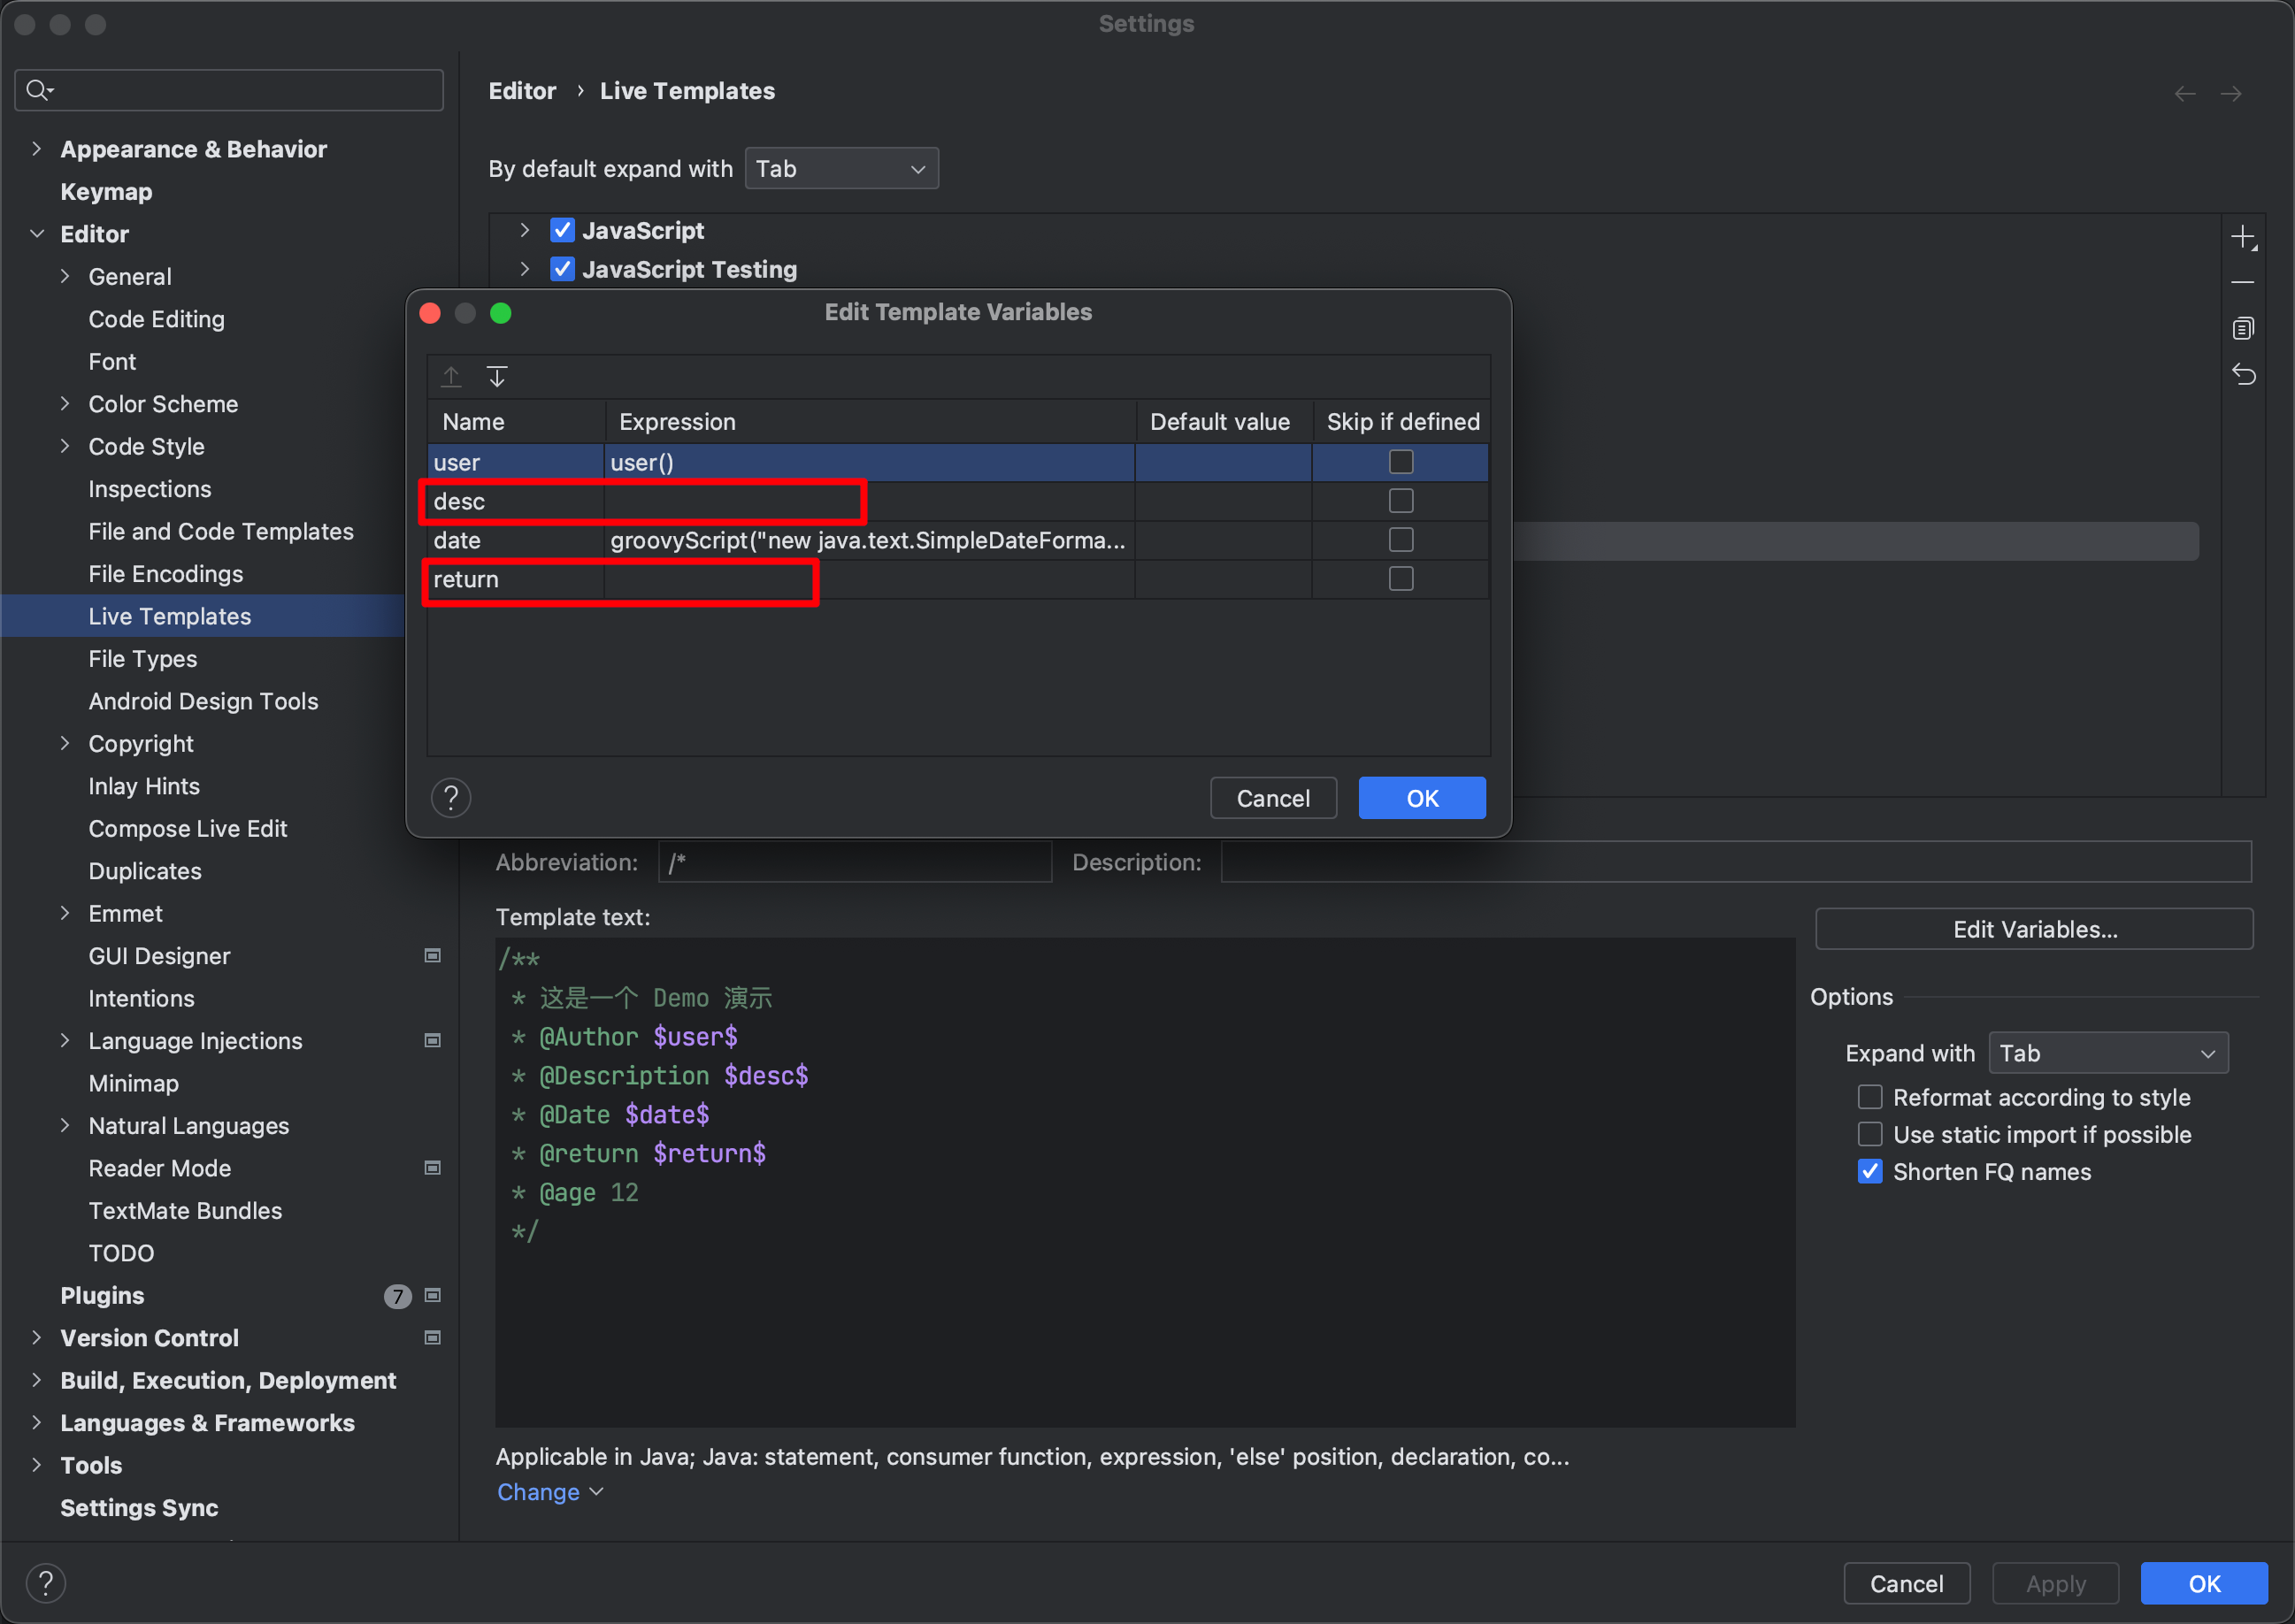 Settings
Appearance & Behavior
Keymap
Editor
General
Code Editing
Font
Color Scheme
Code Style
Inspections
File and Code Templates
File Encodings
Live Templates
File Types
Android Design Tools
Copyright
Inlay Hints
Compose Live Edit
Duplicates
Emmet
GUI Designer
Intentions
Language Injections
Minimap
Natural Languages
Reader Mode
TextMate Bundles
TODO
Plugins 7
Version Control
Build, Execution, Deployment
Languages & Frameworks
Tools
Settings Sync
Editor › Live Templates
By default expand with Tab
JavaScript
JavaScript Testing
Edit Template Variables
Name Expression Default value Skip if defined
user user()
desc
date groovyScript("new java.text.SimpleDateForma...
return
? Cancel OK
Abbreviation: /* Description:
Template text:
/**
* 这是一个 Demo 演示
* @Author $user$
* @Description $desc$
* @Date $date$
* @return $return$
* @age 12
*/
Edit Variables...
Options
Expand with Tab
Reformat according to style
Use static import if possible
Shorten FQ names
Applicable in Java; Java: statement, consumer function, expression, 'else' position, declaration, co...
Change
? Cancel Apply OK